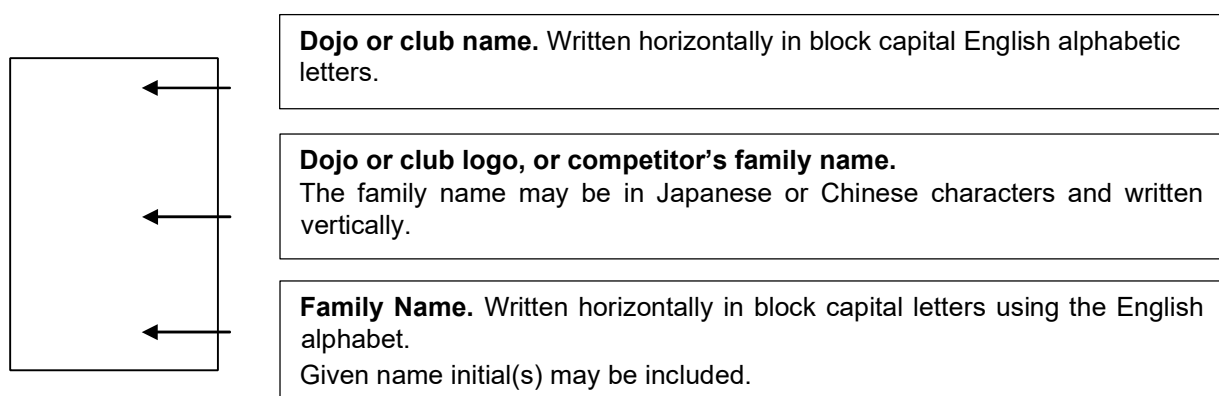 Dojo or club name. Written horizontally in block capital English alphabetic
letters.
Dojo or club logo, or competitor’s family name.
The family name may be in Japanese or Chinese characters and written
vertically.
Family Name. Written horizontally in block capital letters using the English
alphabet.
Given name initial(s) may be included.